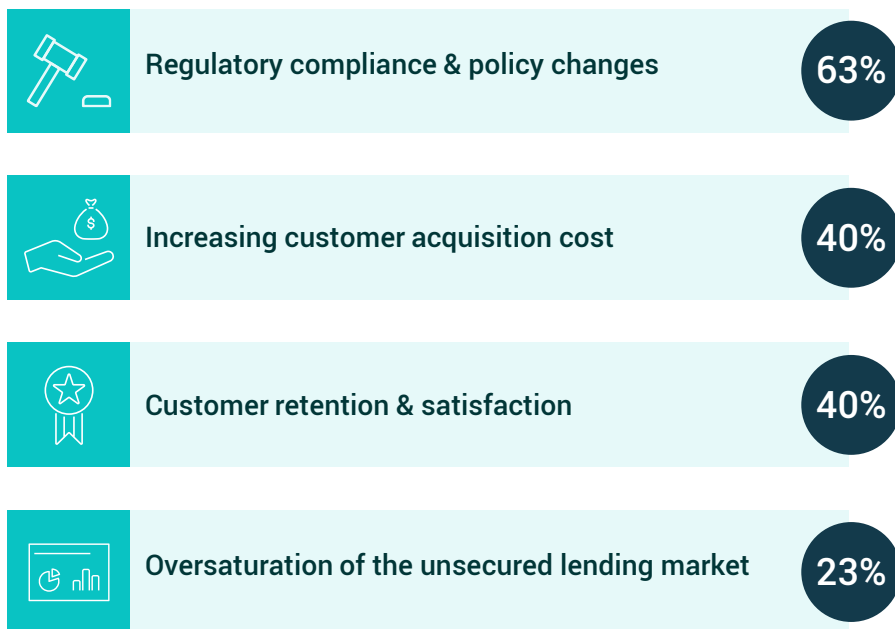 Regulatory compliance & policy changes
63%
$
Increasing customer acquisition cost
40%
Customer retention & satisfaction
40%
Oversaturation of the unsecured lending market
23%